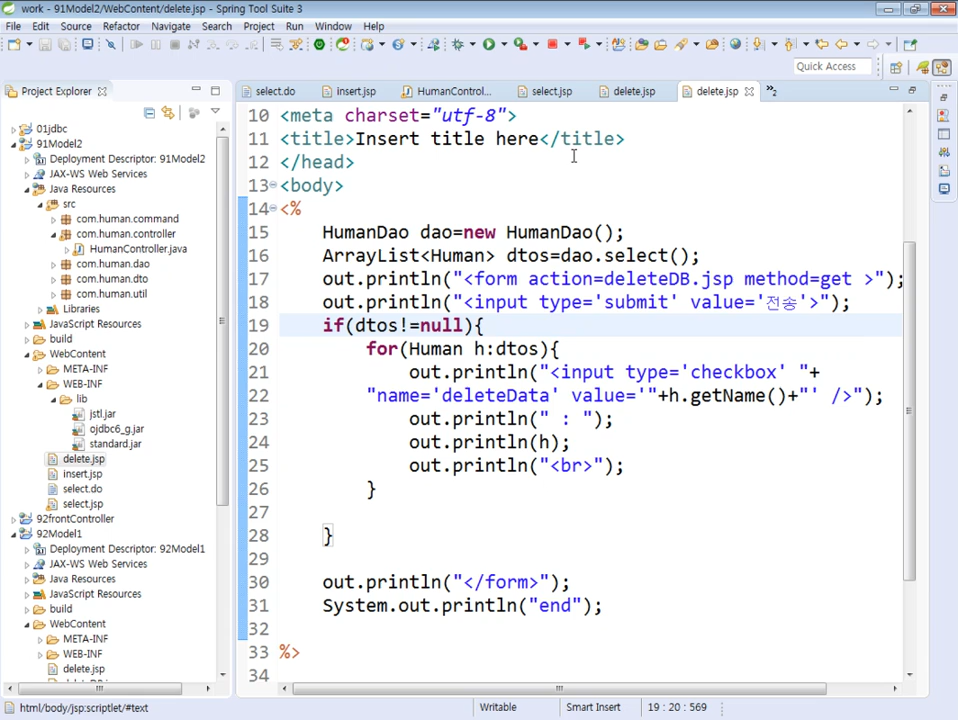 work - 91Model2/WebContent/delete.jsp - Spring Tool Suite 3
File Edit Source Refactor Navigate Search Project Run Window Help
Quick Access
Project Explorer
select.do insert.jsp HumanControl... select.jsp delete.jsp delete.jsp
01jdbc
91Model2
Deployment Descriptor: 91Model2
JAX-WS Web Services
Java Resources
src
com.human.command
com.human.controller
HumanController.java
com.human.dao
com.human.dto
com.human.util
Libraries
JavaScript Resources
build
WebContent
META-INF
WEB-INF
lib
jstl.jar
ojdbc6_g.jar
standard.jar
delete.jsp
insert.jsp
select.do
select.jsp
92frontController
92Model1
Deployment Descriptor: 92Model1
JAX-WS Web Services
Java Resources
JavaScript Resources
build
WebContent
META-INF
WEB-INF
delete.jsp
10 <meta charset="utf-8">
11 <title>Insert title here</title>
12 </head>
13 <body>
14 <%
15 HumanDao dao=new HumanDao();
16 ArrayList<Human> dtos=dao.select();
17 out.println("<form action=deleteDB.jsp method=get >");
18 out.println("<input type='submit' value='전송'>");
19 if(dtos!=null){
20 for(Human h:dtos){
21 out.println("<input type='checkbox' "+
22 "name='deleteData' value='"+h.getName()+"' />");
23 out.println(" : ");
24 out.println(h);
25 out.println("<br>");
26 }
27
28 }
29
30 out.println("</form>");
31 System.out.println("end");
32
33 %>
34
html/body/jsp:scriptlet/#text Writable Smart Insert 19 : 20 : 569